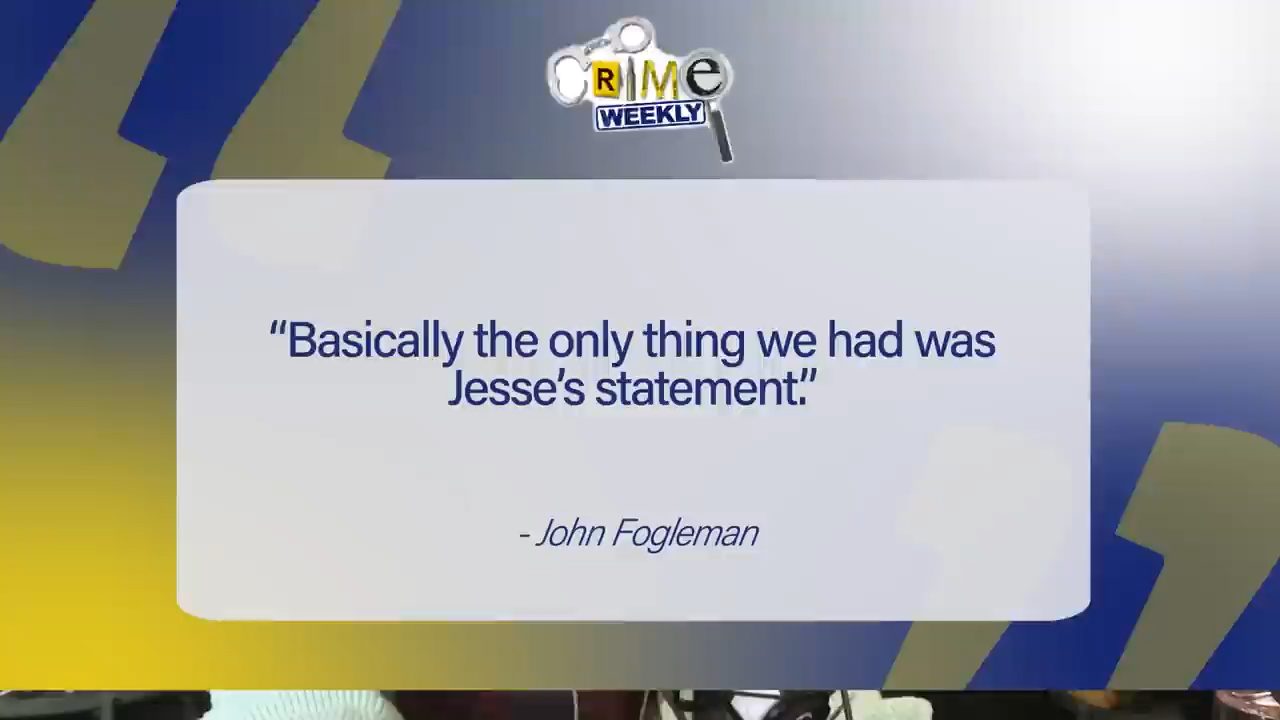 CRIMe
WEEKLY
“Basically the only thing we had was
Jesse’s statement.”
- John Fogleman